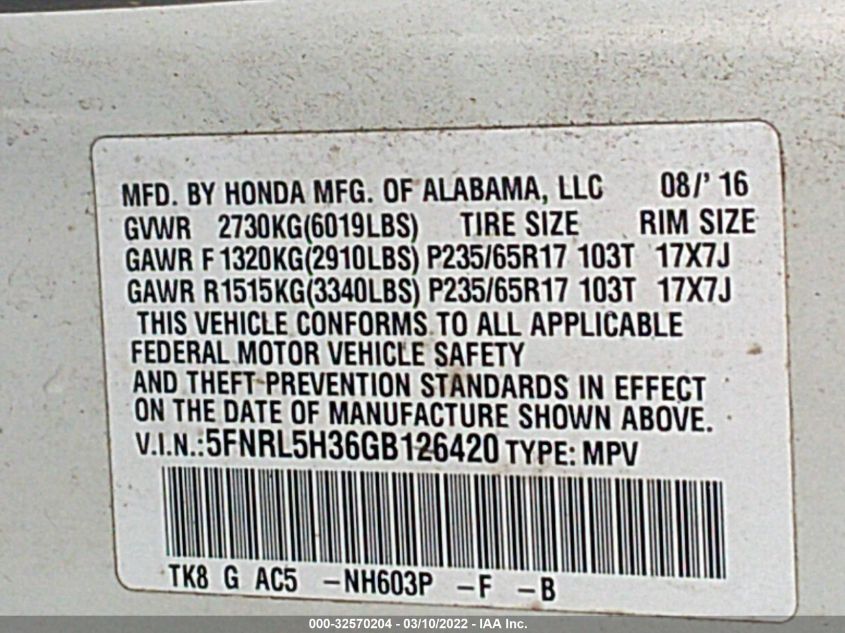 MFD. BY HONDA MFG. OF ALABAMA, LLC 08/' 16
GVWR 2730KG(6019LBS) TIRE SIZE RIM SIZE
GAWR F 1320KG(2910LBS) P235/65R17 103T 17X7J
GAWR R1515KG(3340LBS) P235/65R17 103T 17X7J
THIS VEHICLE CONFORMS TO ALL APPLICABLE
FEDERAL MOTOR VEHICLE SAFETY
AND THEFT PREVENTION STANDARDS IN EFFECT
ON THE DATE OF MANUFACTURE SHOWN ABOVE.
V.I.N.:5FNRL5H36GB126420 TYPE: MPV
TK8 G AC5 -NH603P -F -B
000-32570204 - 03/10/2022 - IAA Inc.